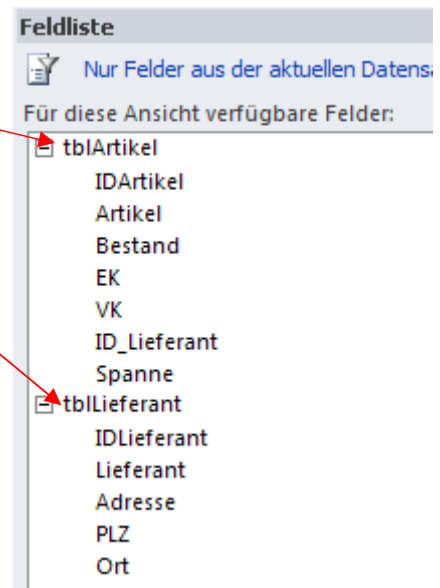 Feldliste
Nur Felder aus der aktuellen Datensa
Für diese Ansicht verfügbare Felder:
tblArtikel
IDArtikel
Artikel
Bestand
EK
VK
ID_Lieferant
Spanne
tblLieferant
IDLieferant
Lieferant
Adresse
PLZ
Ort